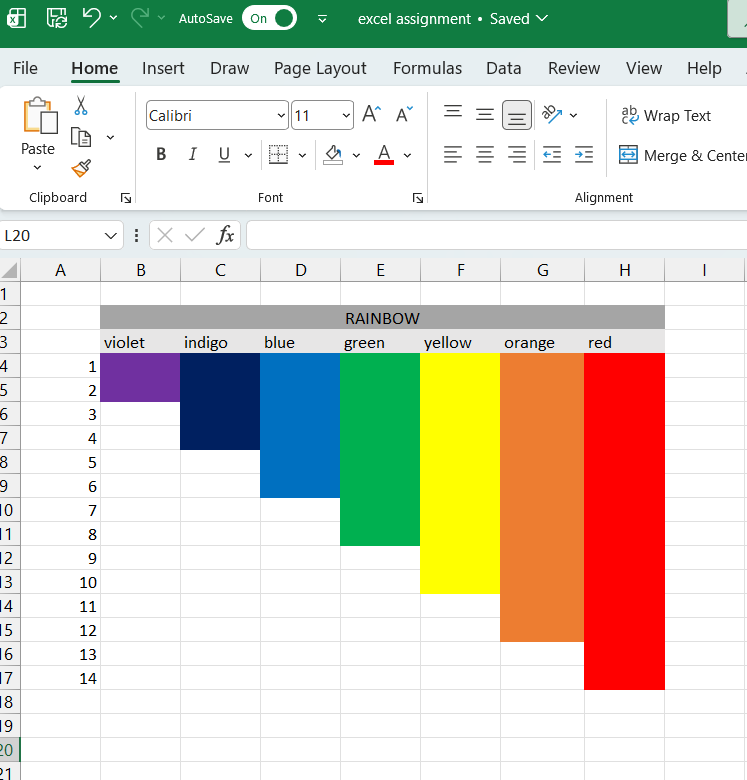 AutoSave On excel assignment • Saved
File Home Insert Draw Page Layout Formulas Data Review View Help
Calibri 11 A A ab Wrap Text
Paste B I U A Merge & Center
Clipboard Font Alignment
L20 fx
A B C D E F G H I
1
2 RAINBOW
3 violet indigo blue green yellow orange red
4 1
5 2
6 3
7 4
8 5
9 6
10 7
11 8
12 9
13 10
14 11
15 12
16 13
17 14
18
19
20
21